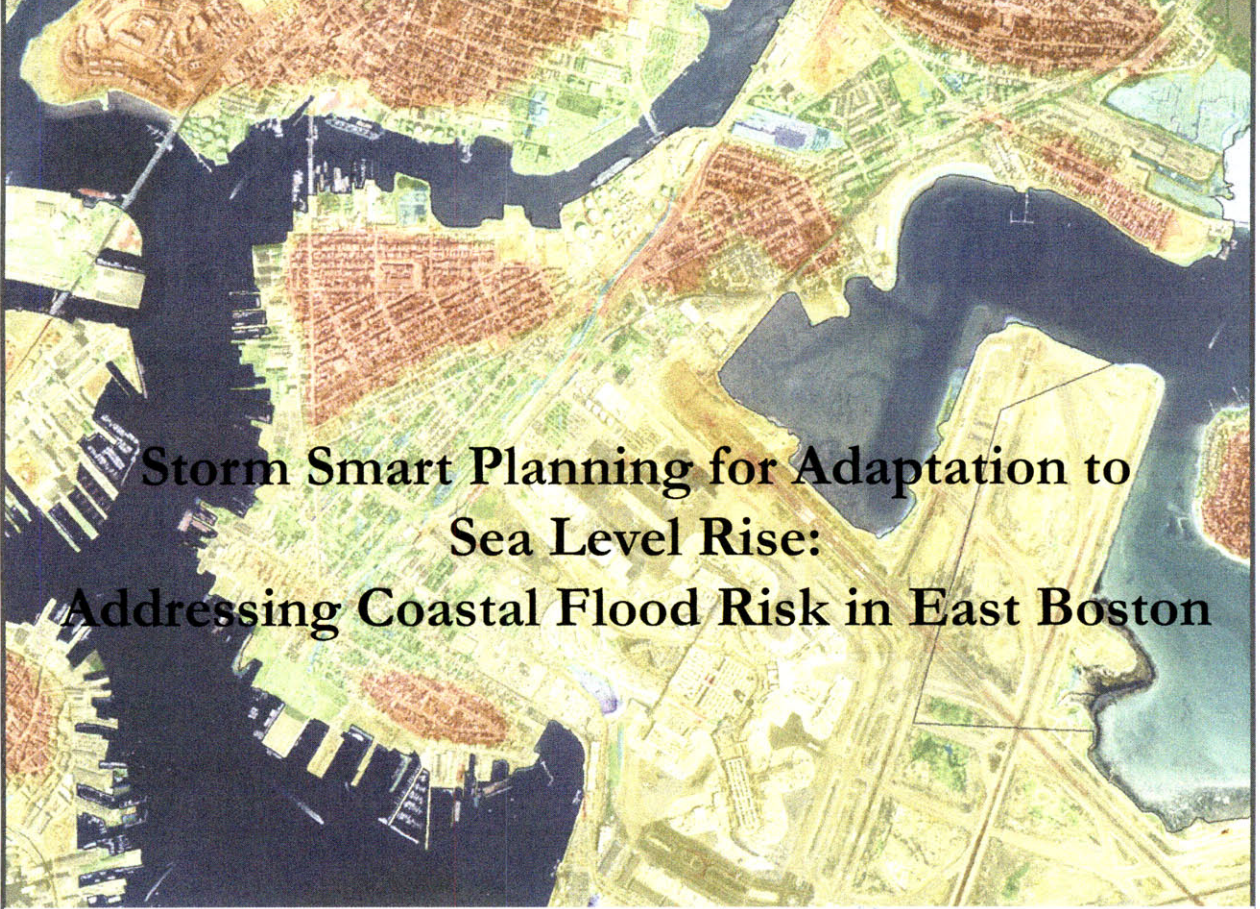 Storm Smart Planning for Adaptation to
Sea Level Rise:
Addressing Coastal Flood Risk in East Boston